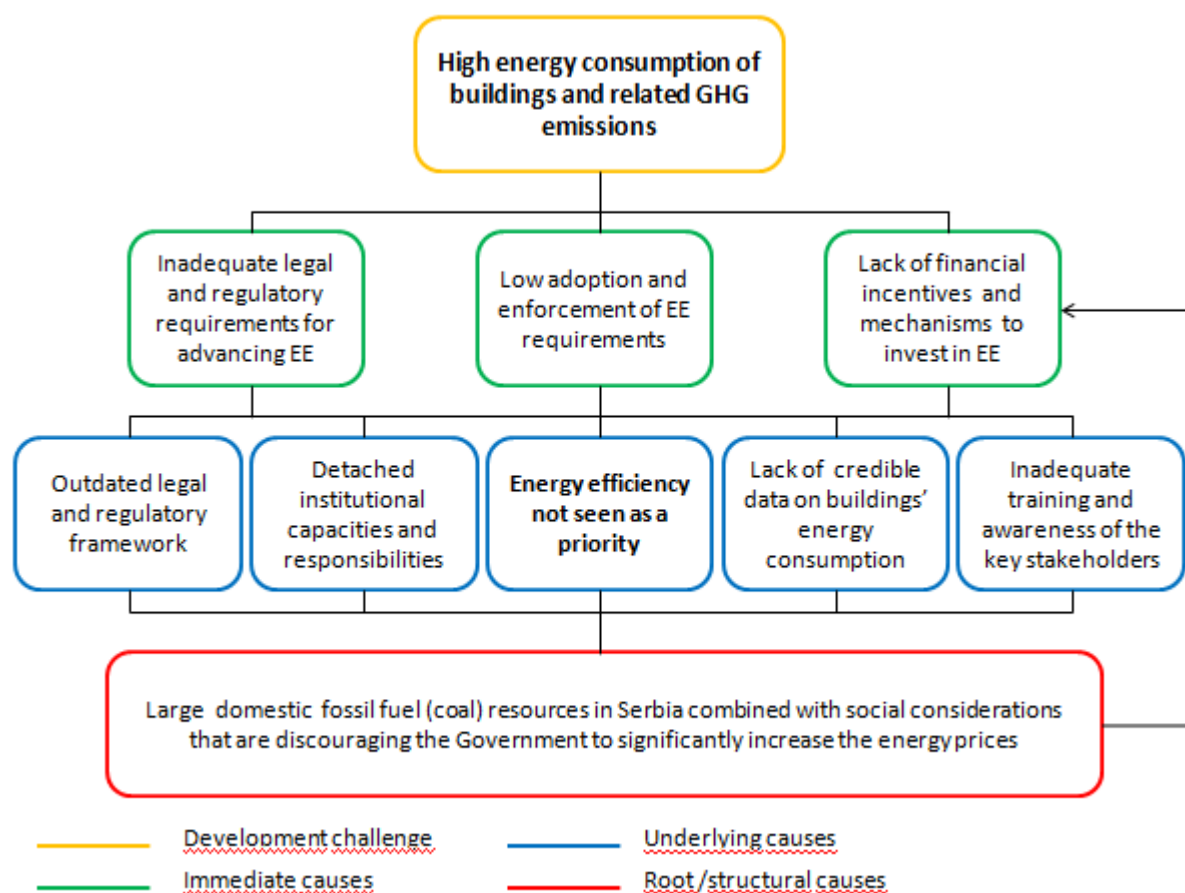 High energy consumption of
buildings and related GHG
emissions
Inadequate legal
and regulatory
requirements for
advancing EE
Low adoption and
enforcement of EE
requirements
Lack of financial
incentives and
mechanisms to
invest in EE
Outdated legal
and regulatory
framework
Detached
institutional
capacities and
responsibilities
Energy efficiency
not seen as a
priority
Lack of credible
data on buildings’
energy
consumption
Inadequate
training and
awareness of the
key stakeholders
Large domestic fossil fuel (coal) resources in Serbia combined with social considerations
that are discouraging the Government to significantly increase the energy prices
Development challenge
Underlying causes
Immediate causes
Root/structural causes